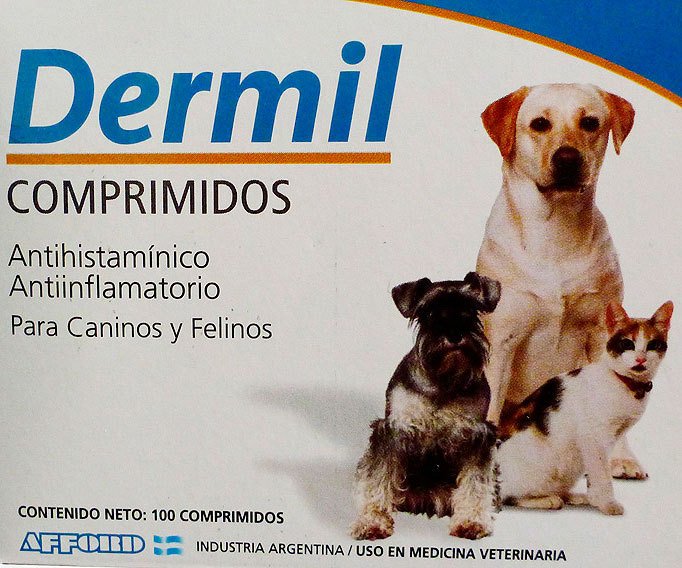 Dermil
COMPRIMIDOS
Antihistamínico
Antiinflamatorio
Para Caninos y Felinos
CONTENIDO NETO: 100 COMPRIMIDOS
AFFORD INDUSTRIA ARGENTINA / USO EN MEDICINA VETERINARIA